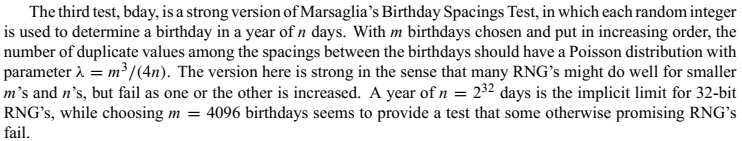 The third test, bday, is a strong version of Marsaglia’s Birthday Spacings Test, in which each random integer
is used to determine a birthday in a year of n days. With m birthdays chosen and put in increasing order, the
number of duplicate values among the spacings between the birthdays should have a Poisson distribution with
parameter λ = m³/(4n). The version here is strong in the sense that many RNG’s might do well for smaller
m’s and n’s, but fail as one or the other is increased. A year of n = 2³² days is the implicit limit for 32-bit
RNG’s, while choosing m = 4096 birthdays seems to provide a test that some otherwise promising RNG’s
fail.